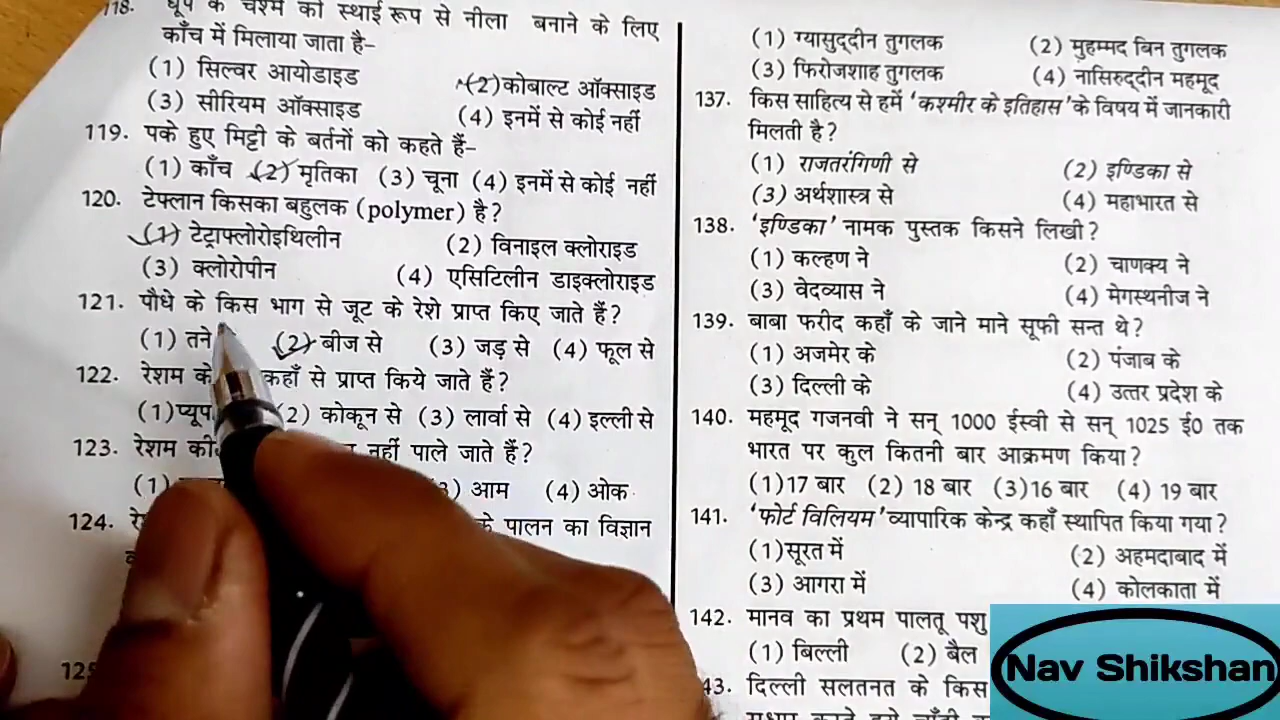 118. धूप के चश्मे को स्थाई रूप से नीला बनाने के लिए
काँच में मिलाया जाता है-
(1) सिल्वर आयोडाइड (2) कोबाल्ट ऑक्साइड
(3) सीरियम ऑक्साइड (4) इनमें से कोई नहीं
119. पके हुए मिट्टी के बर्तनों को कहते हैं-
(1) काँच (2) मृतिका (3) चूना (4) इनमें से कोई नहीं
120. टेफ्लान किसका बहुलक (polymer) है?
(1) टेट्राफ्लोरोइथिलीन (2) विनाइल क्लोराइड
(3) क्लोरोपीन (4) एसिटिलीन डाइक्लोराइड
121. पौधे के किस भाग से जूट के रेशे प्राप्त किए जाते हैं?
(1) तने (2) बीज से (3) जड़ से (4) फूल से
122. रेशम के कहाँ से प्राप्त किये जाते हैं?
(1) (2) कोकून से (3) लार्वा से (4) इल्ली से
123. रेशम नहीं पाले जाते हैं?
(1) (3) आम (4) ओक
124. के पालन का विज्ञान
(1) ग्यासुद्दीन तुगलक (2) मुहम्मद बिन तुगलक
(3) फिरोजशाह तुगलक (4) नासिरुद्दीन महमूद
137. किस साहित्य से हमें 'कश्मीर के इतिहास' के विषय में जानकारी
मिलती है?
(1) राजतरंगिणी से (2) इण्डिका से
(3) अर्थशास्त्र से (4) महाभारत से
138. 'इण्डिका' नामक पुस्तक किसने लिखी?
(1) कल्हण ने (2) चाणक्य ने
(3) वेदव्यास ने (4) मेगस्थनीज ने
139. बाबा फरीद कहाँ के जाने माने सूफी सन्त थे?
(1) अजमेर के (2) पंजाब के
(3) दिल्ली के (4) उत्तर प्रदेश के
140. महमूद गजनवी ने सन् 1000 ईस्वी से सन् 1025 ई0 तक
भारत पर कुल कितनी बार आक्रमण किया?
(1) 17 बार (2) 18 बार (3) 16 बार (4) 19 बार
141. 'फोर्ट विलियम' व्यापारिक केन्द्र कहाँ स्थापित किया गया?
(1) सूरत में (2) अहमदाबाद में
(3) आगरा में (4) कोलकाता में
142. मानव का प्रथम पालतू पशु
(1) बिल्ली (2) बैल
43. दिल्ली सलतनत के किस
Nav Shikshan